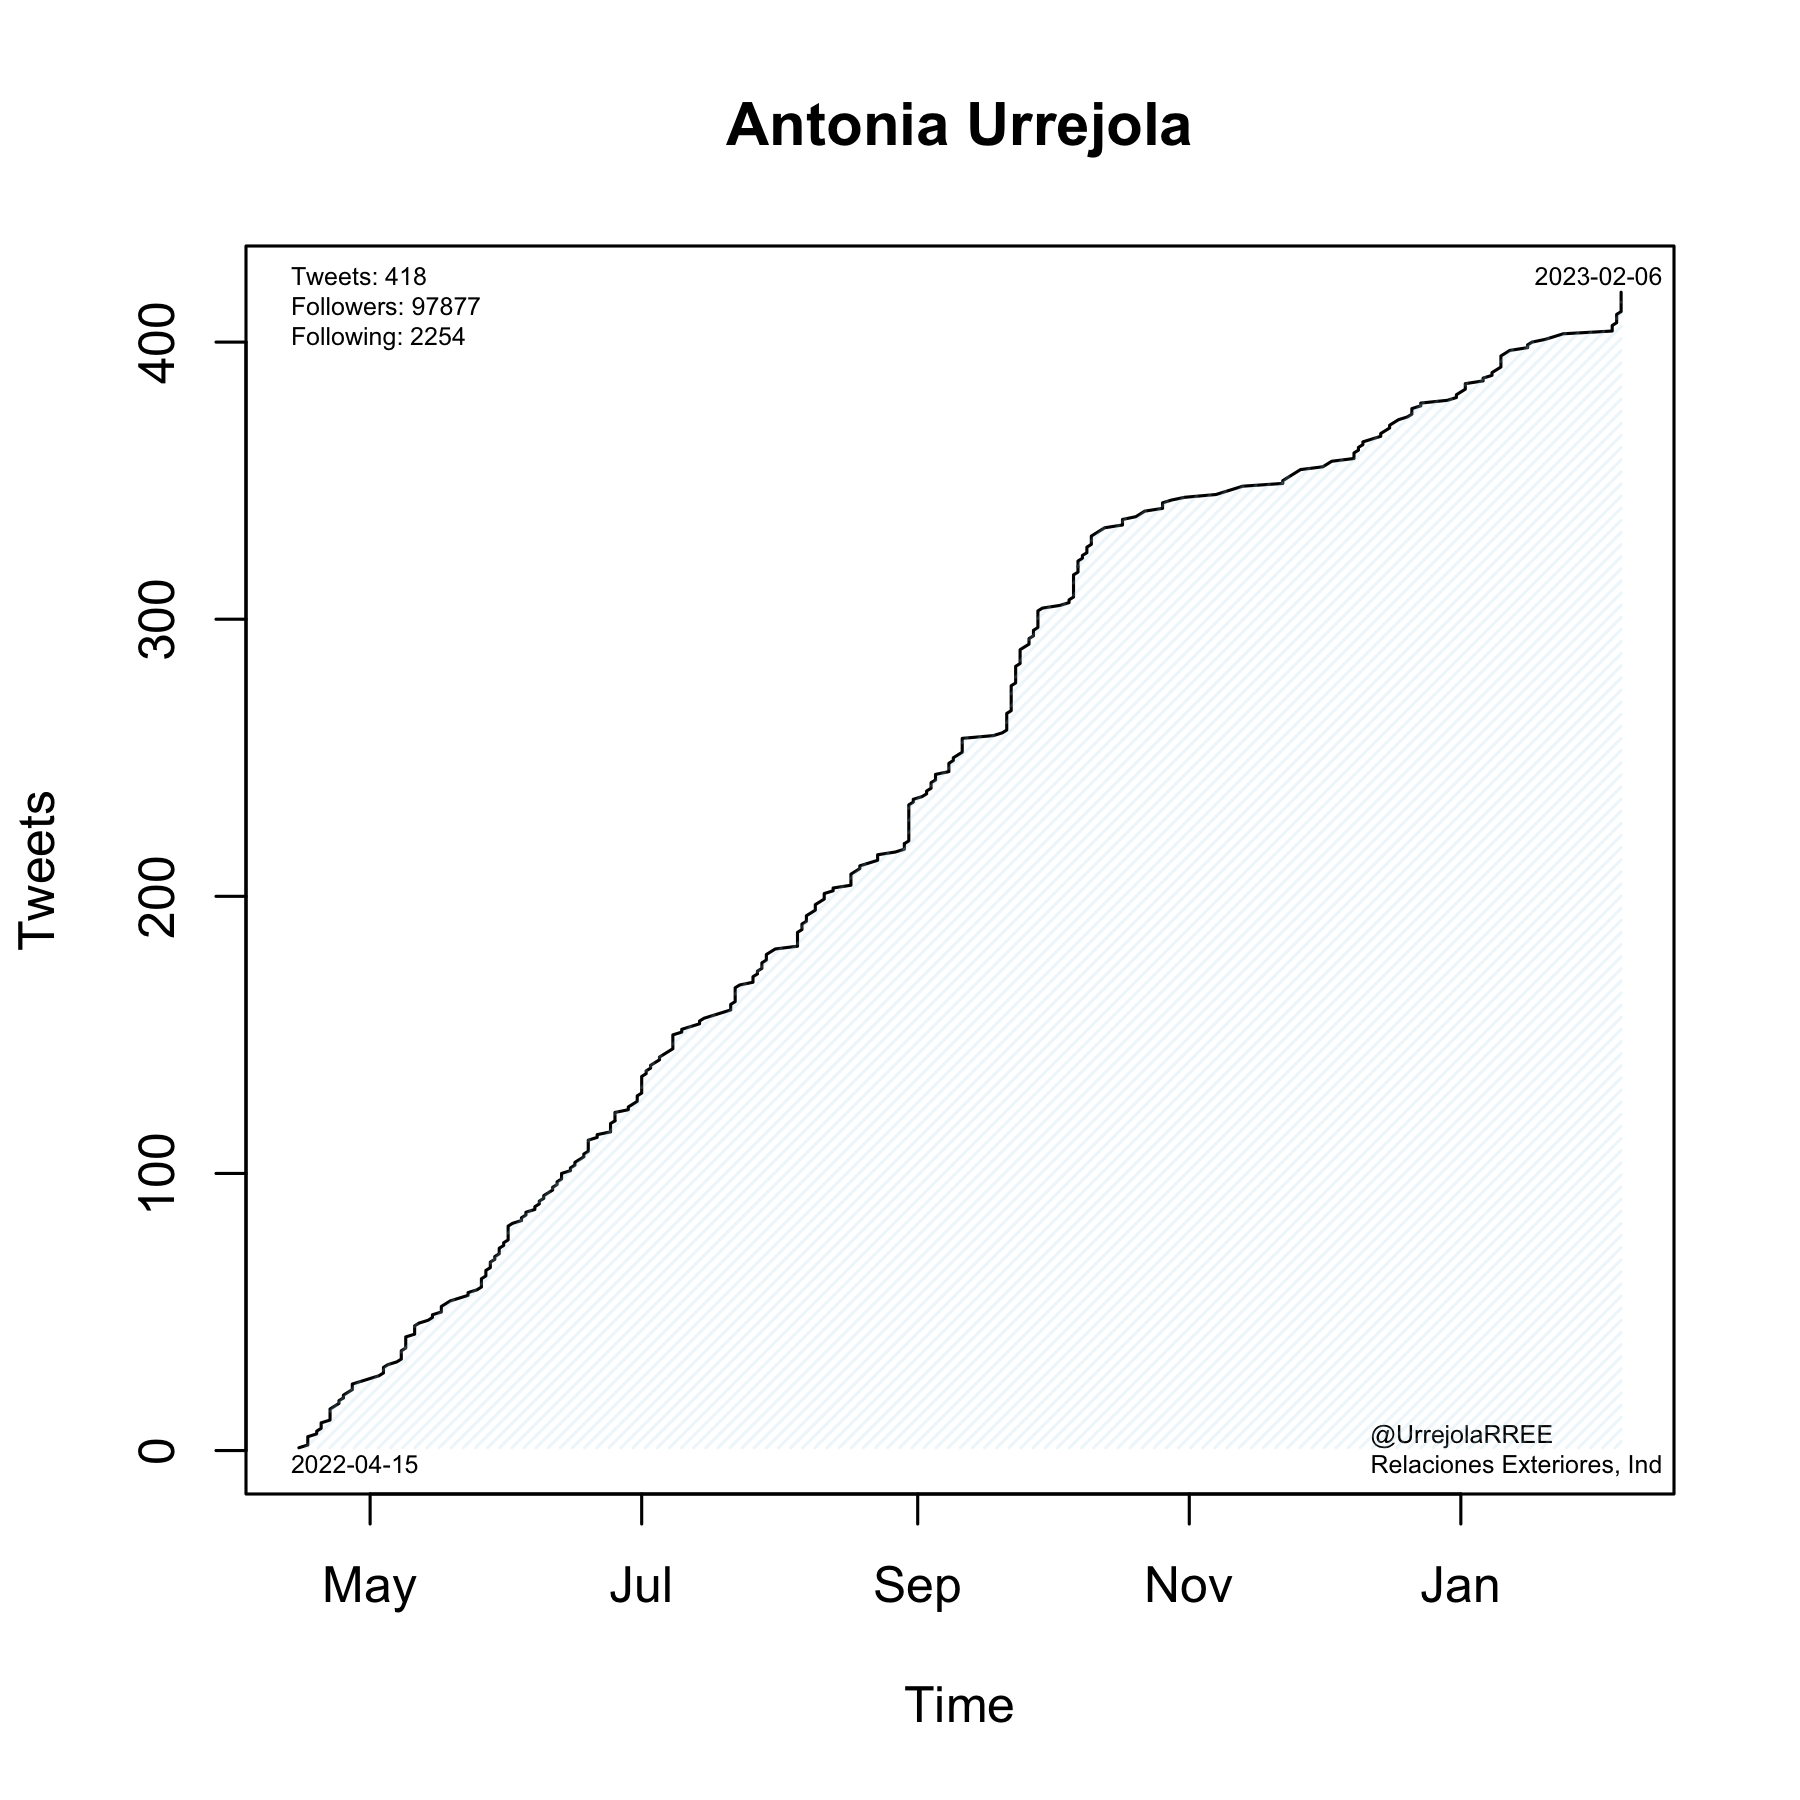 Antonia Urrejola
Tweets: 418
Followers: 97877
Following: 2254
2023-02-06
400
300
200
100
0
Tweets
@UrrejolaRREE
Relaciones Exteriores, Ind
2022-04-15
May
Jul
Sep
Nov
Jan
Time